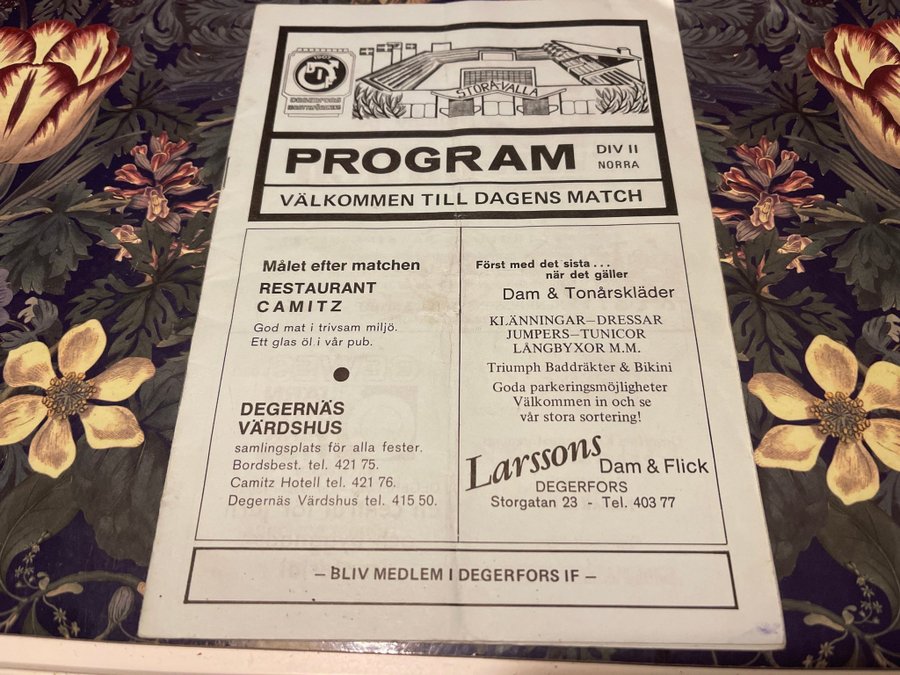 DEGERFORS
STORA VALLA
PROGRAM
DIV II
NORRA
VÄLKOMMEN TILL DAGENS MATCH
Målet efter matchen
RESTAURANT
CAMITZ
God mat i trivsam miljö.
Ett glas öl i vår pub.
DEGERNÄS
VÄRDSHUS
samlingsplats för alla fester.
Bordsbest. tel. 421 75.
Camitz Hotell tel. 421 76.
Degernäs Värdshus tel. 415 50.
Först med det sista . . .
när det gäller
Dam & Tonårskläder
KLÄNNINGAR—DRESSAR
JUMPERS—TUNICOR
LÅNGBYXOR M.M.
Triumph Baddräkter & Bikini
Goda parkeringsmöjligheter
Välkommen in och se
vår stora sortering!
Larssons Dam & Flick
DEGERFORS
Storgatan 23 - Tel. 403 77
– BLIV MEDLEM I DEGERFORS IF –